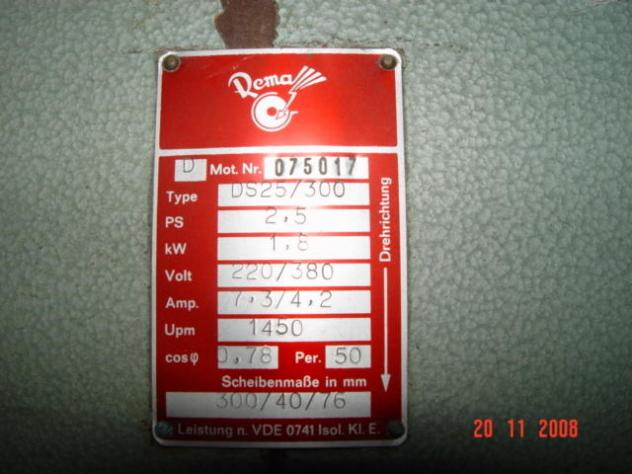 Rema
D Mot. Nr. 075017
Type DS25/300
PS 2,5
kW 1,8
Volt 220/380
Amp. 7,3/4,2
Upm 1450
cosφ 0,78 Per. 50
Scheibenmaße in mm
300/40/76
Leistung n. VDE 0741 Isol. Kl. E.
Drehrichtung
20 11 2008